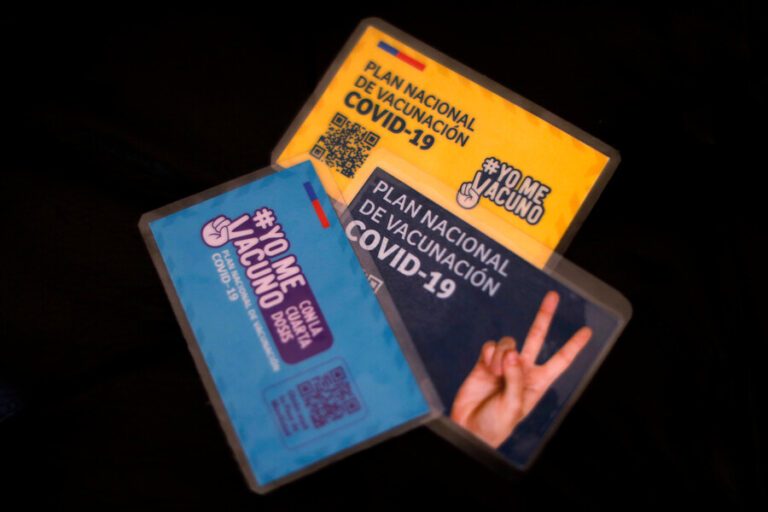 PLAN NACIONAL
DE VACUNACIÓN
COVID-19
#YO ME
VACUNO
PLAN NACIONAL
DE VACUNACIÓN
COVID-19
#YO ME
VACUNO
CON LA
CUARTA
DOSIS
PLAN NACIONAL DE VACUNACIÓN
COVID-19